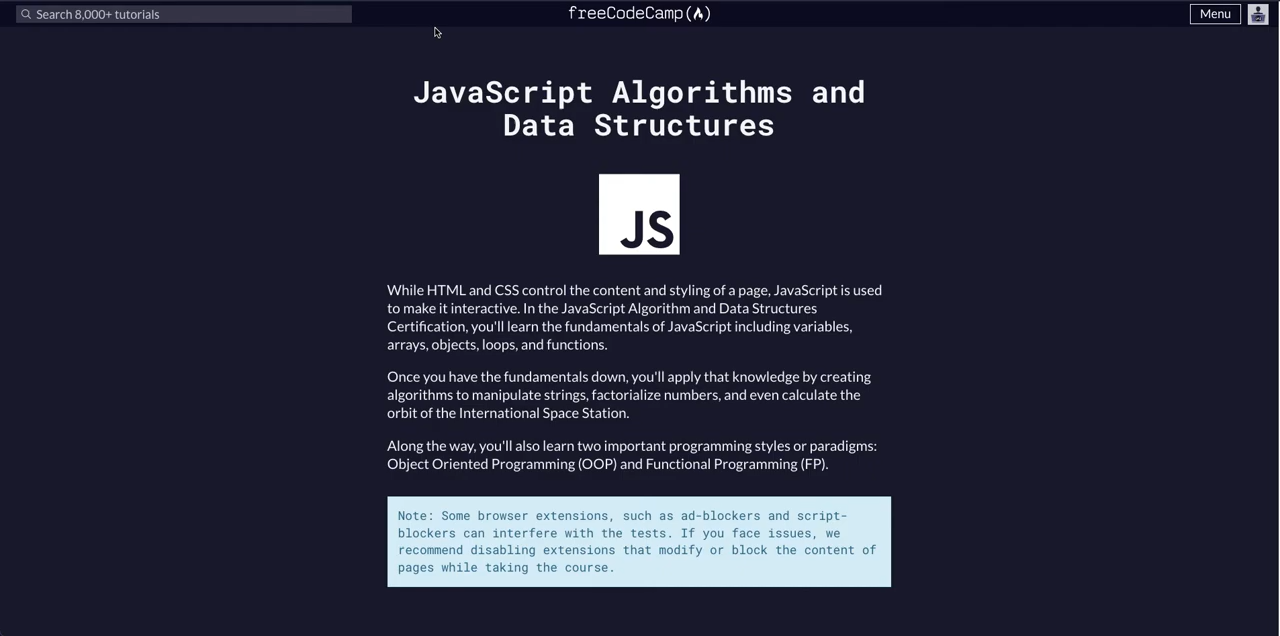 Search 8,000+ tutorials
freeCodeCamp
Menu
JavaScript Algorithms and
Data Structures
JS
While HTML and CSS control the content and styling of a page, JavaScript is used
to make it interactive. In the JavaScript Algorithm and Data Structures
Certification, you'll learn the fundamentals of JavaScript including variables,
arrays, objects, loops, and functions.
Once you have the fundamentals down, you'll apply that knowledge by creating
algorithms to manipulate strings, factorialize numbers, and even calculate the
orbit of the International Space Station.
Along the way, you'll also learn two important programming styles or paradigms:
Object Oriented Programming (OOP) and Functional Programming (FP).
Note: Some browser extensions, such as ad-blockers and script-
blockers can interfere with the tests. If you face issues, we
recommend disabling extensions that modify or block the content of
pages while taking the course.